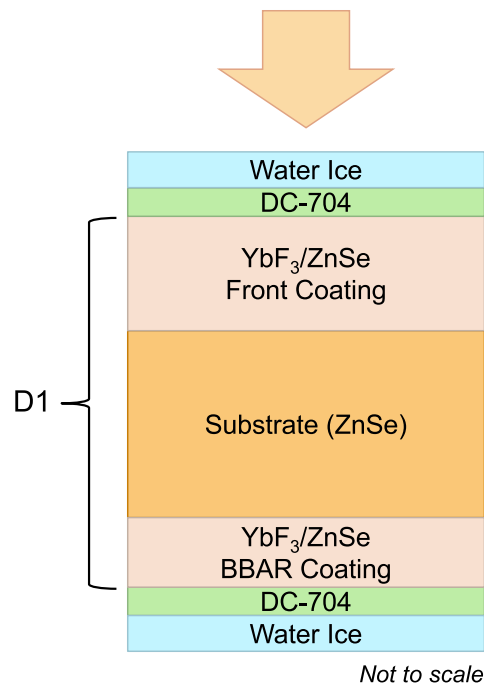 Water Ice
DC-704
YbF₃/ZnSe
Front Coating
D1
Substrate (ZnSe)
YbF₃/ZnSe
BBAR Coating
DC-704
Water Ice
Not to scale